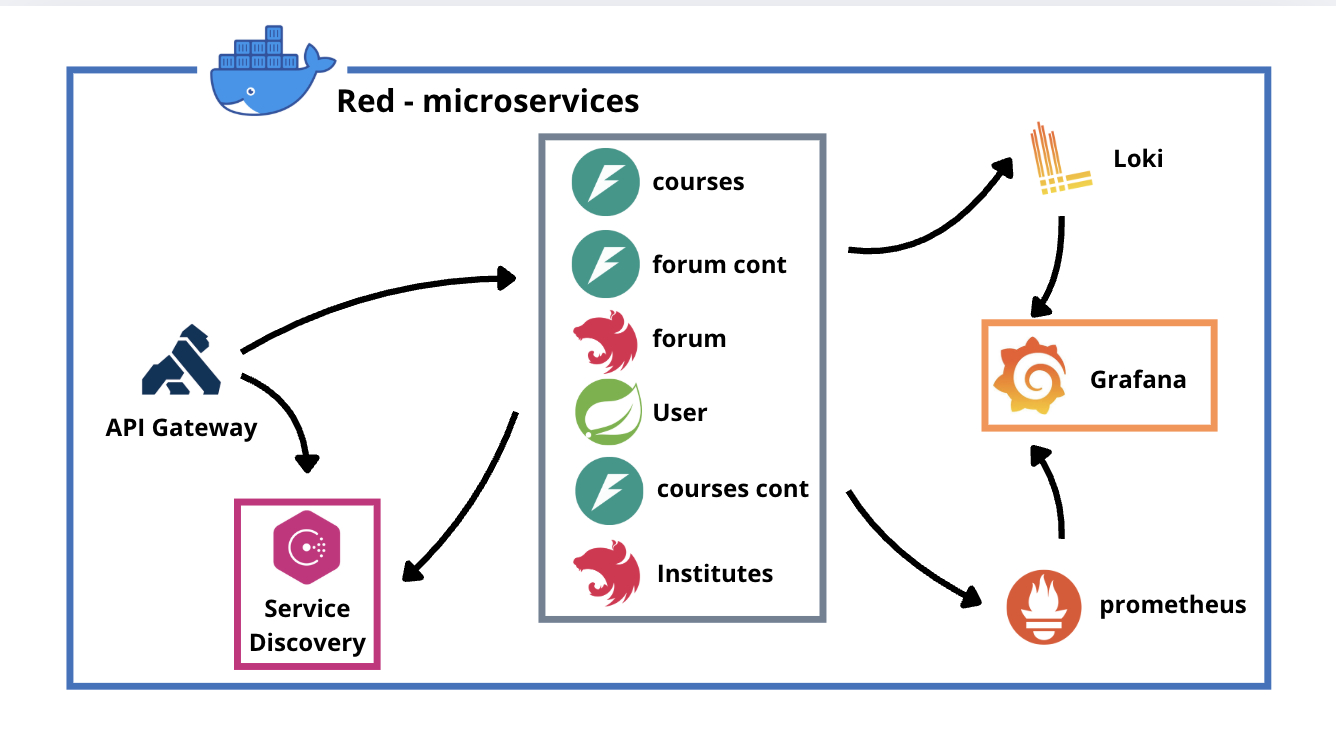 Red - microservices
courses
forum cont
forum
User
courses cont
Institutes
API Gateway
Service
Discovery
Loki
Grafana
prometheus